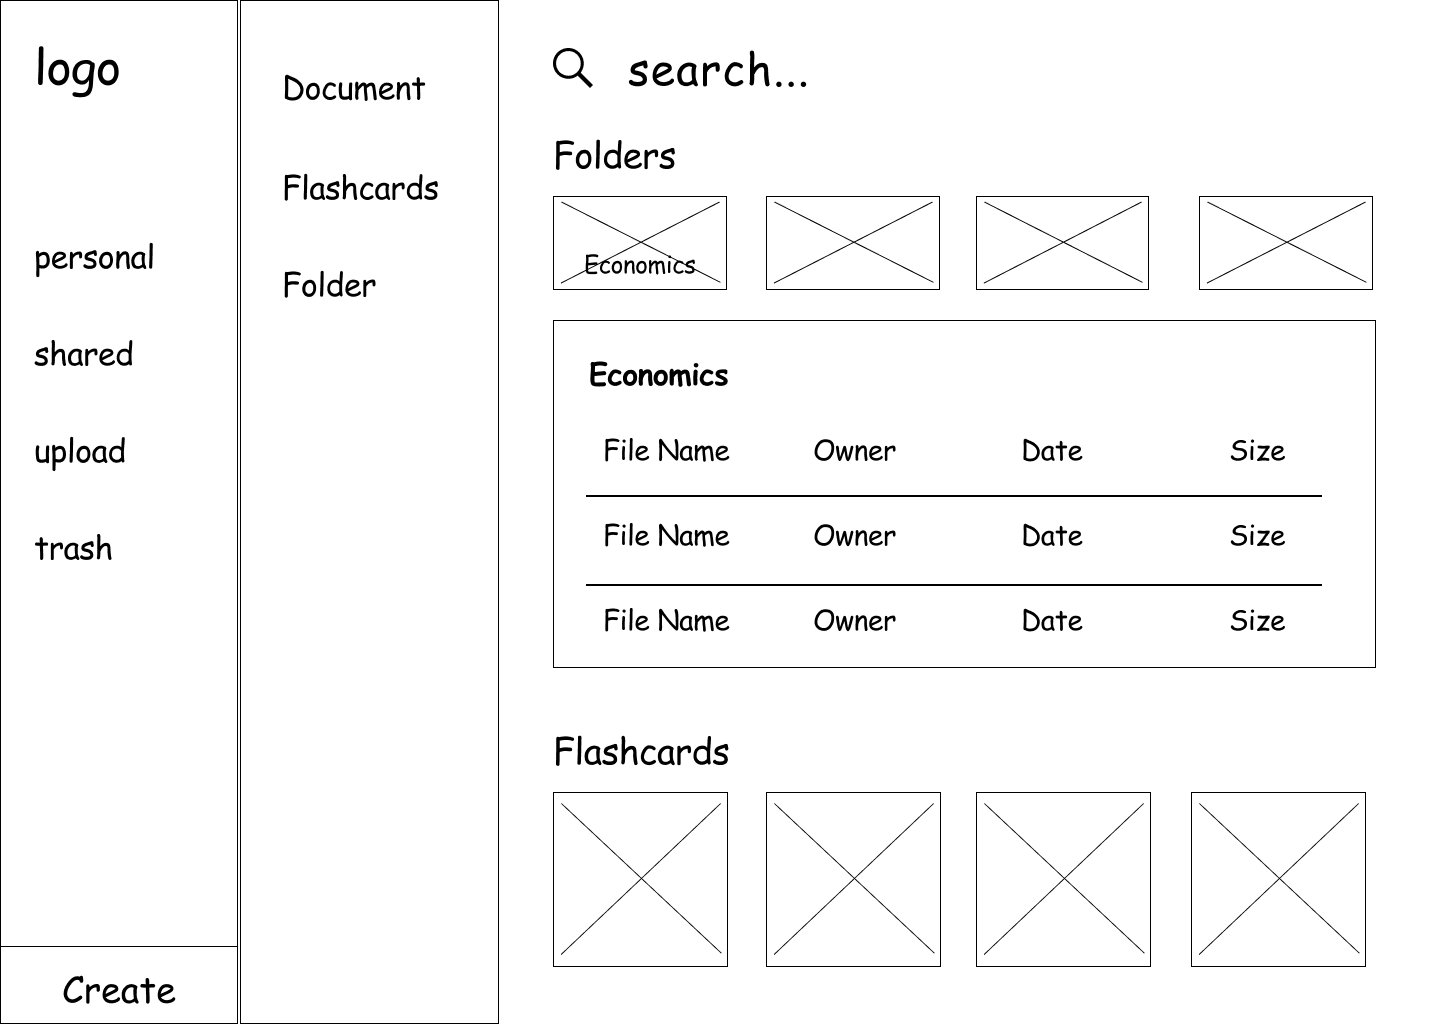 logo
personal
shared
upload
trash
Create
Document
Flashcards
Folder
search...
Folders
Economics
Economics
File Name Owner Date Size
File Name Owner Date Size
File Name Owner Date Size
Flashcards